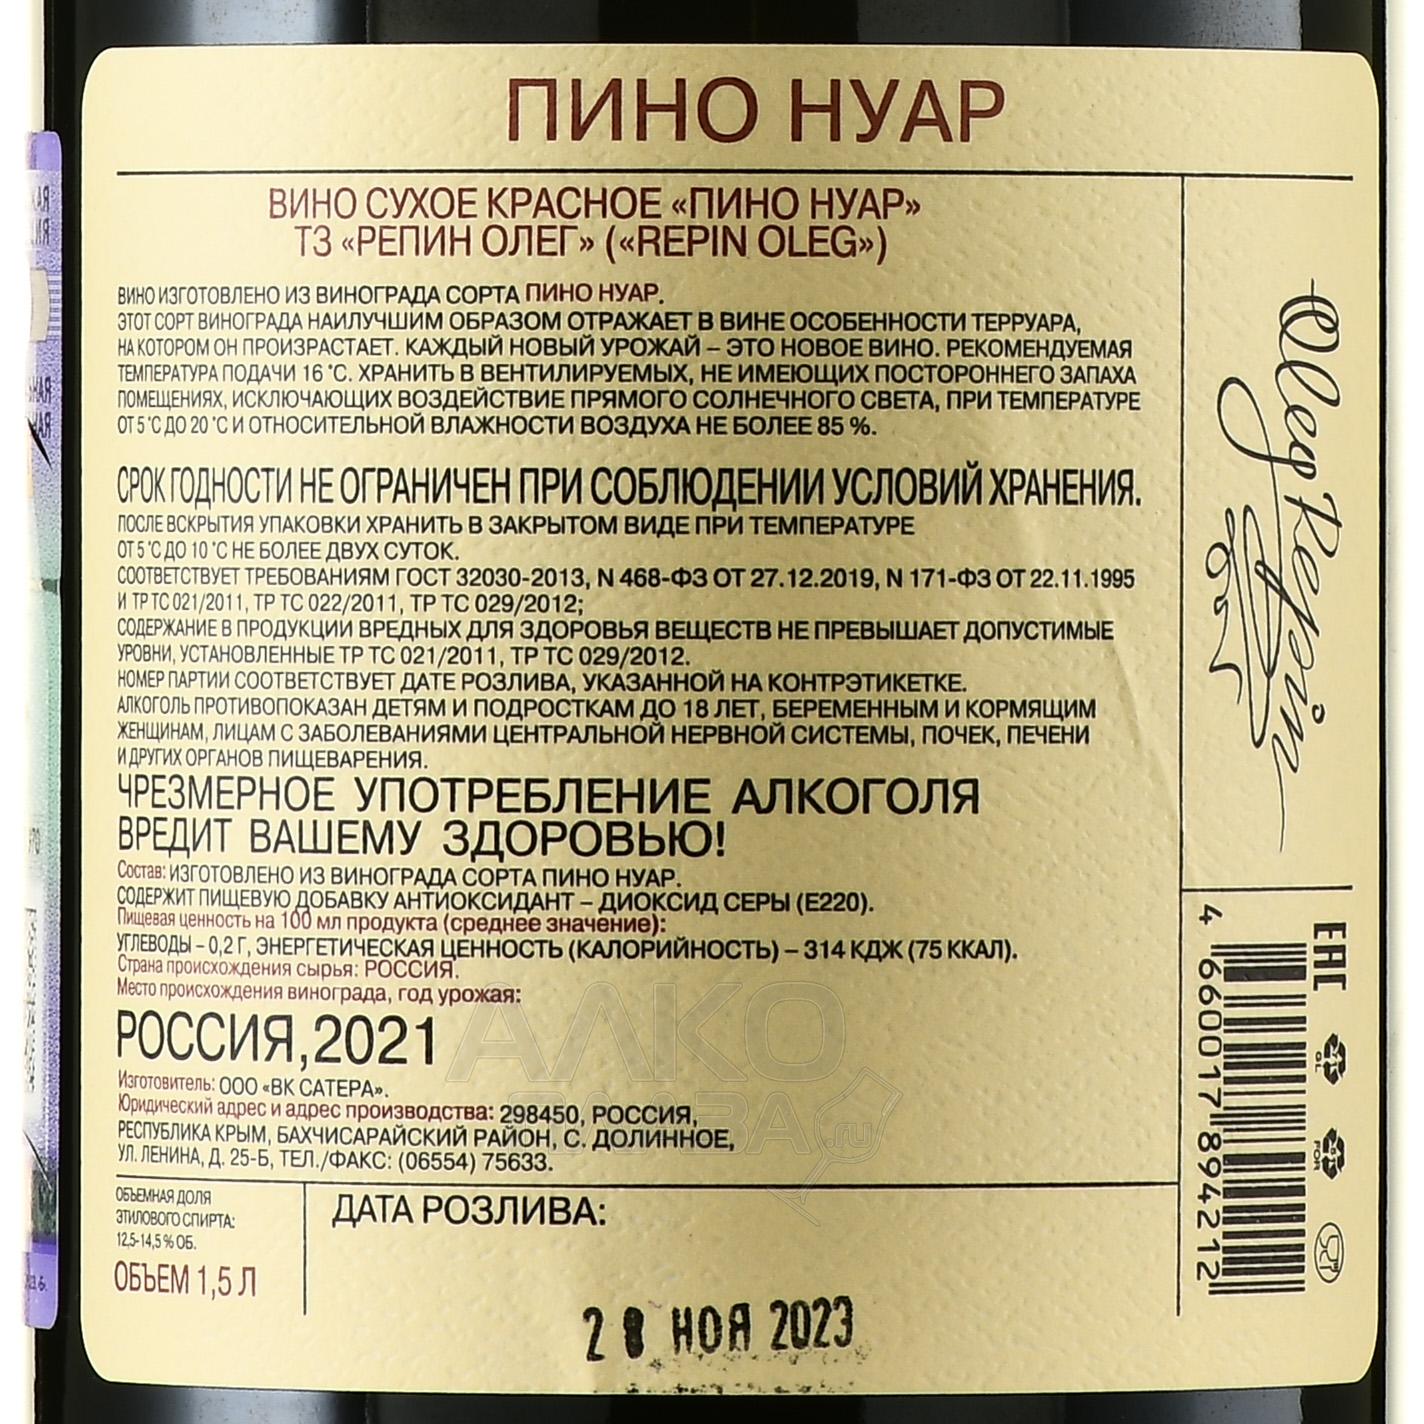 ПИНО НУАР
ВИНО СУХОЕ КРАСНОЕ «ПИНО НУАР»
ТЗ «РЕПИН ОЛЕГ» («REPIN OLEG»)
ВИНО ИЗГОТОВЛЕНО ИЗ ВИНОГРАДА СОРТА ПИНО НУАР.
ЭТОТ СОРТ ВИНОГРАДА НАИЛУЧШИМ ОБРАЗОМ ОТРАЖАЕТ В ВИНЕ ОСОБЕННОСТИ ТЕРРУАРА,
НА КОТОРОМ ОН ПРОИЗРАСТАЕТ. КАЖДЫЙ НОВЫЙ УРОЖАЙ – ЭТО НОВОЕ ВИНО. РЕКОМЕНДУЕМАЯ
ТЕМПЕРАТУРА ПОДАЧИ 16 °С. ХРАНИТЬ В ВЕНТИЛИРУЕМЫХ, НЕ ИМЕЮЩИХ ПОСТОРОННЕГО ЗАПАХА
ПОМЕЩЕНИЯХ, ИСКЛЮЧАЮЩИХ ВОЗДЕЙСТВИЕ ПРЯМОГО СОЛНЕЧНОГО СВЕТА, ПРИ ТЕМПЕРАТУРЕ
ОТ 5 °С ДО 20 °С И ОТНОСИТЕЛЬНОЙ ВЛАЖНОСТИ ВОЗДУХА НЕ БОЛЕЕ 85 %.
СРОК ГОДНОСТИ НЕ ОГРАНИЧЕН ПРИ СОБЛЮДЕНИИ УСЛОВИЙ ХРАНЕНИЯ.
ПОСЛЕ ВСКРЫТИЯ УПАКОВКИ ХРАНИТЬ В ЗАКРЫТОМ ВИДЕ ПРИ ТЕМПЕРАТУРЕ
ОТ 5 °С ДО 10 °С НЕ БОЛЕЕ ДВУХ СУТОК.
СООТВЕТСТВУЕТ ТРЕБОВАНИЯМ ГОСТ 32030-2013, N 468-ФЗ ОТ 27.12.2019, N 171-ФЗ ОТ 22.11.1995
И ТР ТС 021/2011, ТР ТС 022/2011, ТР ТС 029/2012;
СОДЕРЖАНИЕ В ПРОДУКЦИИ ВРЕДНЫХ ДЛЯ ЗДОРОВЬЯ ВЕЩЕСТВ НЕ ПРЕВЫШАЕТ ДОПУСТИМЫЕ
УРОВНИ, УСТАНОВЛЕННЫЕ ТР ТС 021/2011, ТР ТС 029/2012.
НОМЕР ПАРТИИ СООТВЕТСТВУЕТ ДАТЕ РОЗЛИВА, УКАЗАННОЙ НА КОНТРЭТИКЕТКЕ.
АЛКОГОЛЬ ПРОТИВОПОКАЗАН ДЕТЯМ И ПОДРОСТКАМ ДО 18 ЛЕТ, БЕРЕМЕННЫМ И КОРМЯЩИМ
ЖЕНЩИНАМ, ЛИЦАМ С ЗАБОЛЕВАНИЯМИ ЦЕНТРАЛЬНОЙ НЕРВНОЙ СИСТЕМЫ, ПОЧЕК, ПЕЧЕНИ
И ДРУГИХ ОРГАНОВ ПИЩЕВАРЕНИЯ.
ЧРЕЗМЕРНОЕ УПОТРЕБЛЕНИЕ АЛКОГОЛЯ
ВРЕДИТ ВАШЕМУ ЗДОРОВЬЮ!
Состав: ИЗГОТОВЛЕНО ИЗ ВИНОГРАДА СОРТА ПИНО НУАР.
СОДЕРЖИТ ПИЩЕВУЮ ДОБАВКУ АНТИОКСИДАНТ – ДИОКСИД СЕРЫ (Е220).
Пищевая ценность на 100 мл продукта (среднее значение):
УГЛЕВОДЫ – 0,2 Г, ЭНЕРГЕТИЧЕСКАЯ ЦЕННОСТЬ (КАЛОРИЙНОСТЬ) – 314 КДЖ (75 ККАЛ).
Страна происхождения сырья: РОССИЯ.
Место происхождения винограда, год урожая:
РОССИЯ,2021
Изготовитель: ООО «ВК САТЕРА».
Юридический адрес и адрес производства: 298450, РОССИЯ,
РЕСПУБЛИКА КРЫМ, БАХЧИСАРАЙСКИЙ РАЙОН, С. ДОЛИННОЕ,
УЛ. ЛЕНИНА, Д. 25-Б, ТЕЛ./ФАКС: (06554) 75633.
ОБЪЕМНАЯ ДОЛЯ
ЭТИЛОВОГО СПИРТА:
12,5-14,5 % ОБ.
ОБЪЕМ 1,5 Л
ДАТА РОЗЛИВА:
28 НОЯ 2023
Oleg Repin
EAC
4 660017 894212
GL
FOR
АЛКО
ПЛАЗА.ru